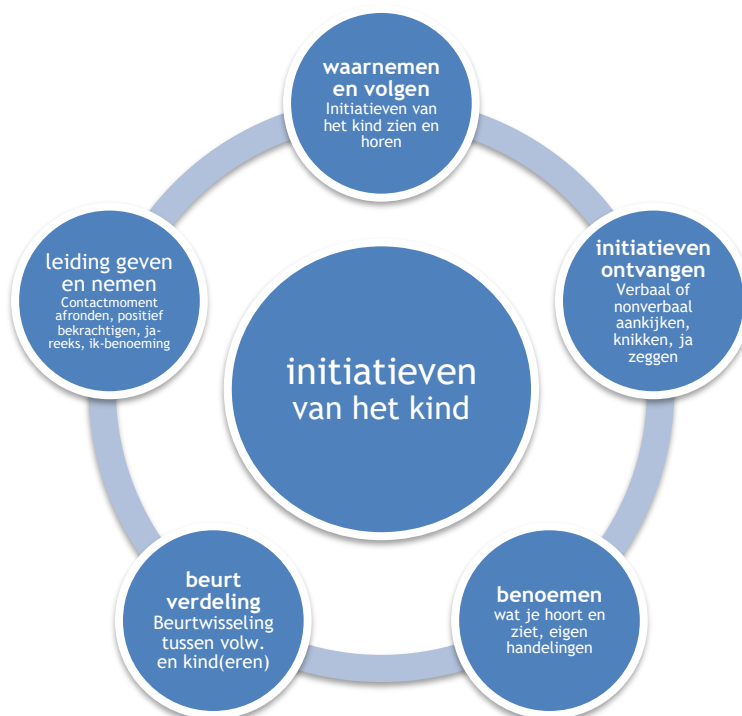 waarnemen
en volgen
Initiatieven van
het kind zien en
horen
initiatieven
ontvangen
Verbaal of
nonverbaal
aankijken,
knikken, ja
zeggen
benoemen
wat je hoort en
ziet, eigen
handelingen
beurt
verdeling
Beurtwisseling
tussen volw.
en kind(eren)
leiding geven
en nemen
Contactmoment
afronden, positief
bekrachtigen, ja-
reeks, ik-benoeming
initiatieven
van het kind